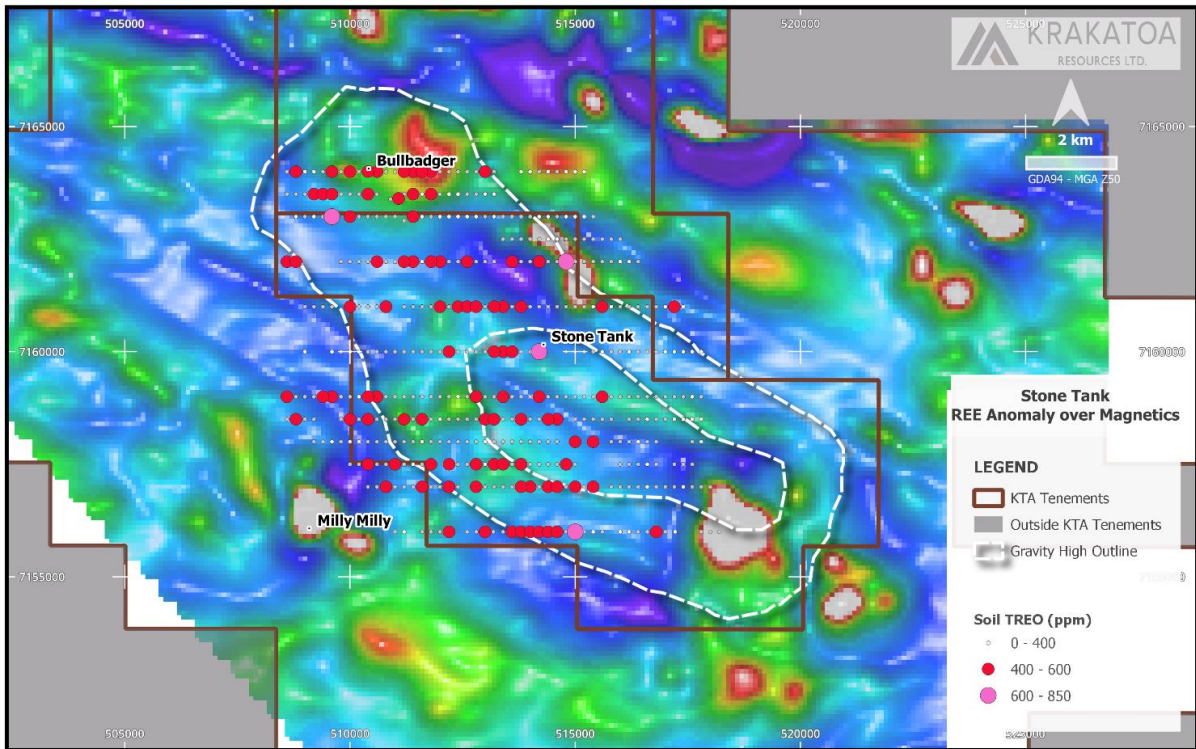 505000
510000
515000
520000
525000
KRAKATOA
RESOURCES LTD.
7165000
7165000
2 km
GDA94 - MGA Z50
Bullbadger
Stone Tank
7160000
7160000
Stone Tank
REE Anomaly over Magnetics
LEGEND
KTA Tenements
Outside KTA Tenements
Gravity High Outline
Milly Milly
7155000
Soil TREO (ppm)
0 - 400
400 - 600
600 - 850
505000
510000
515000
520000
525000